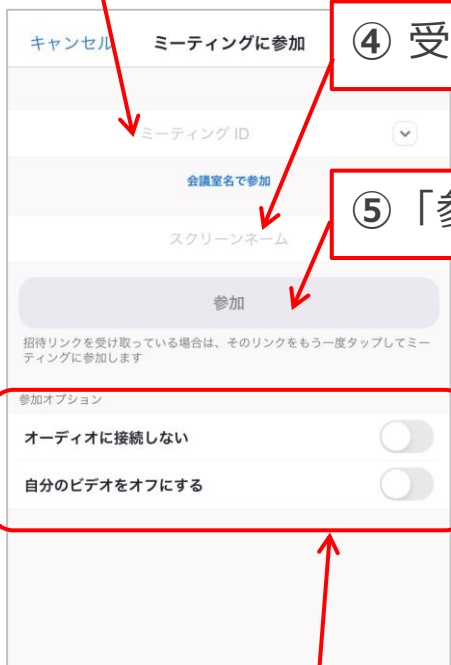 キャンセル ミーティングに参加
④ 受
ミーティング ID
会議室名で参加
⑤「参
スクリーンネーム
参加
招待リンクを受け取っている場合は、そのリンクをもう一度タップしてミー
ティングに参加します
参加オプション
オーディオに接続しない
自分のビデオをオフにする